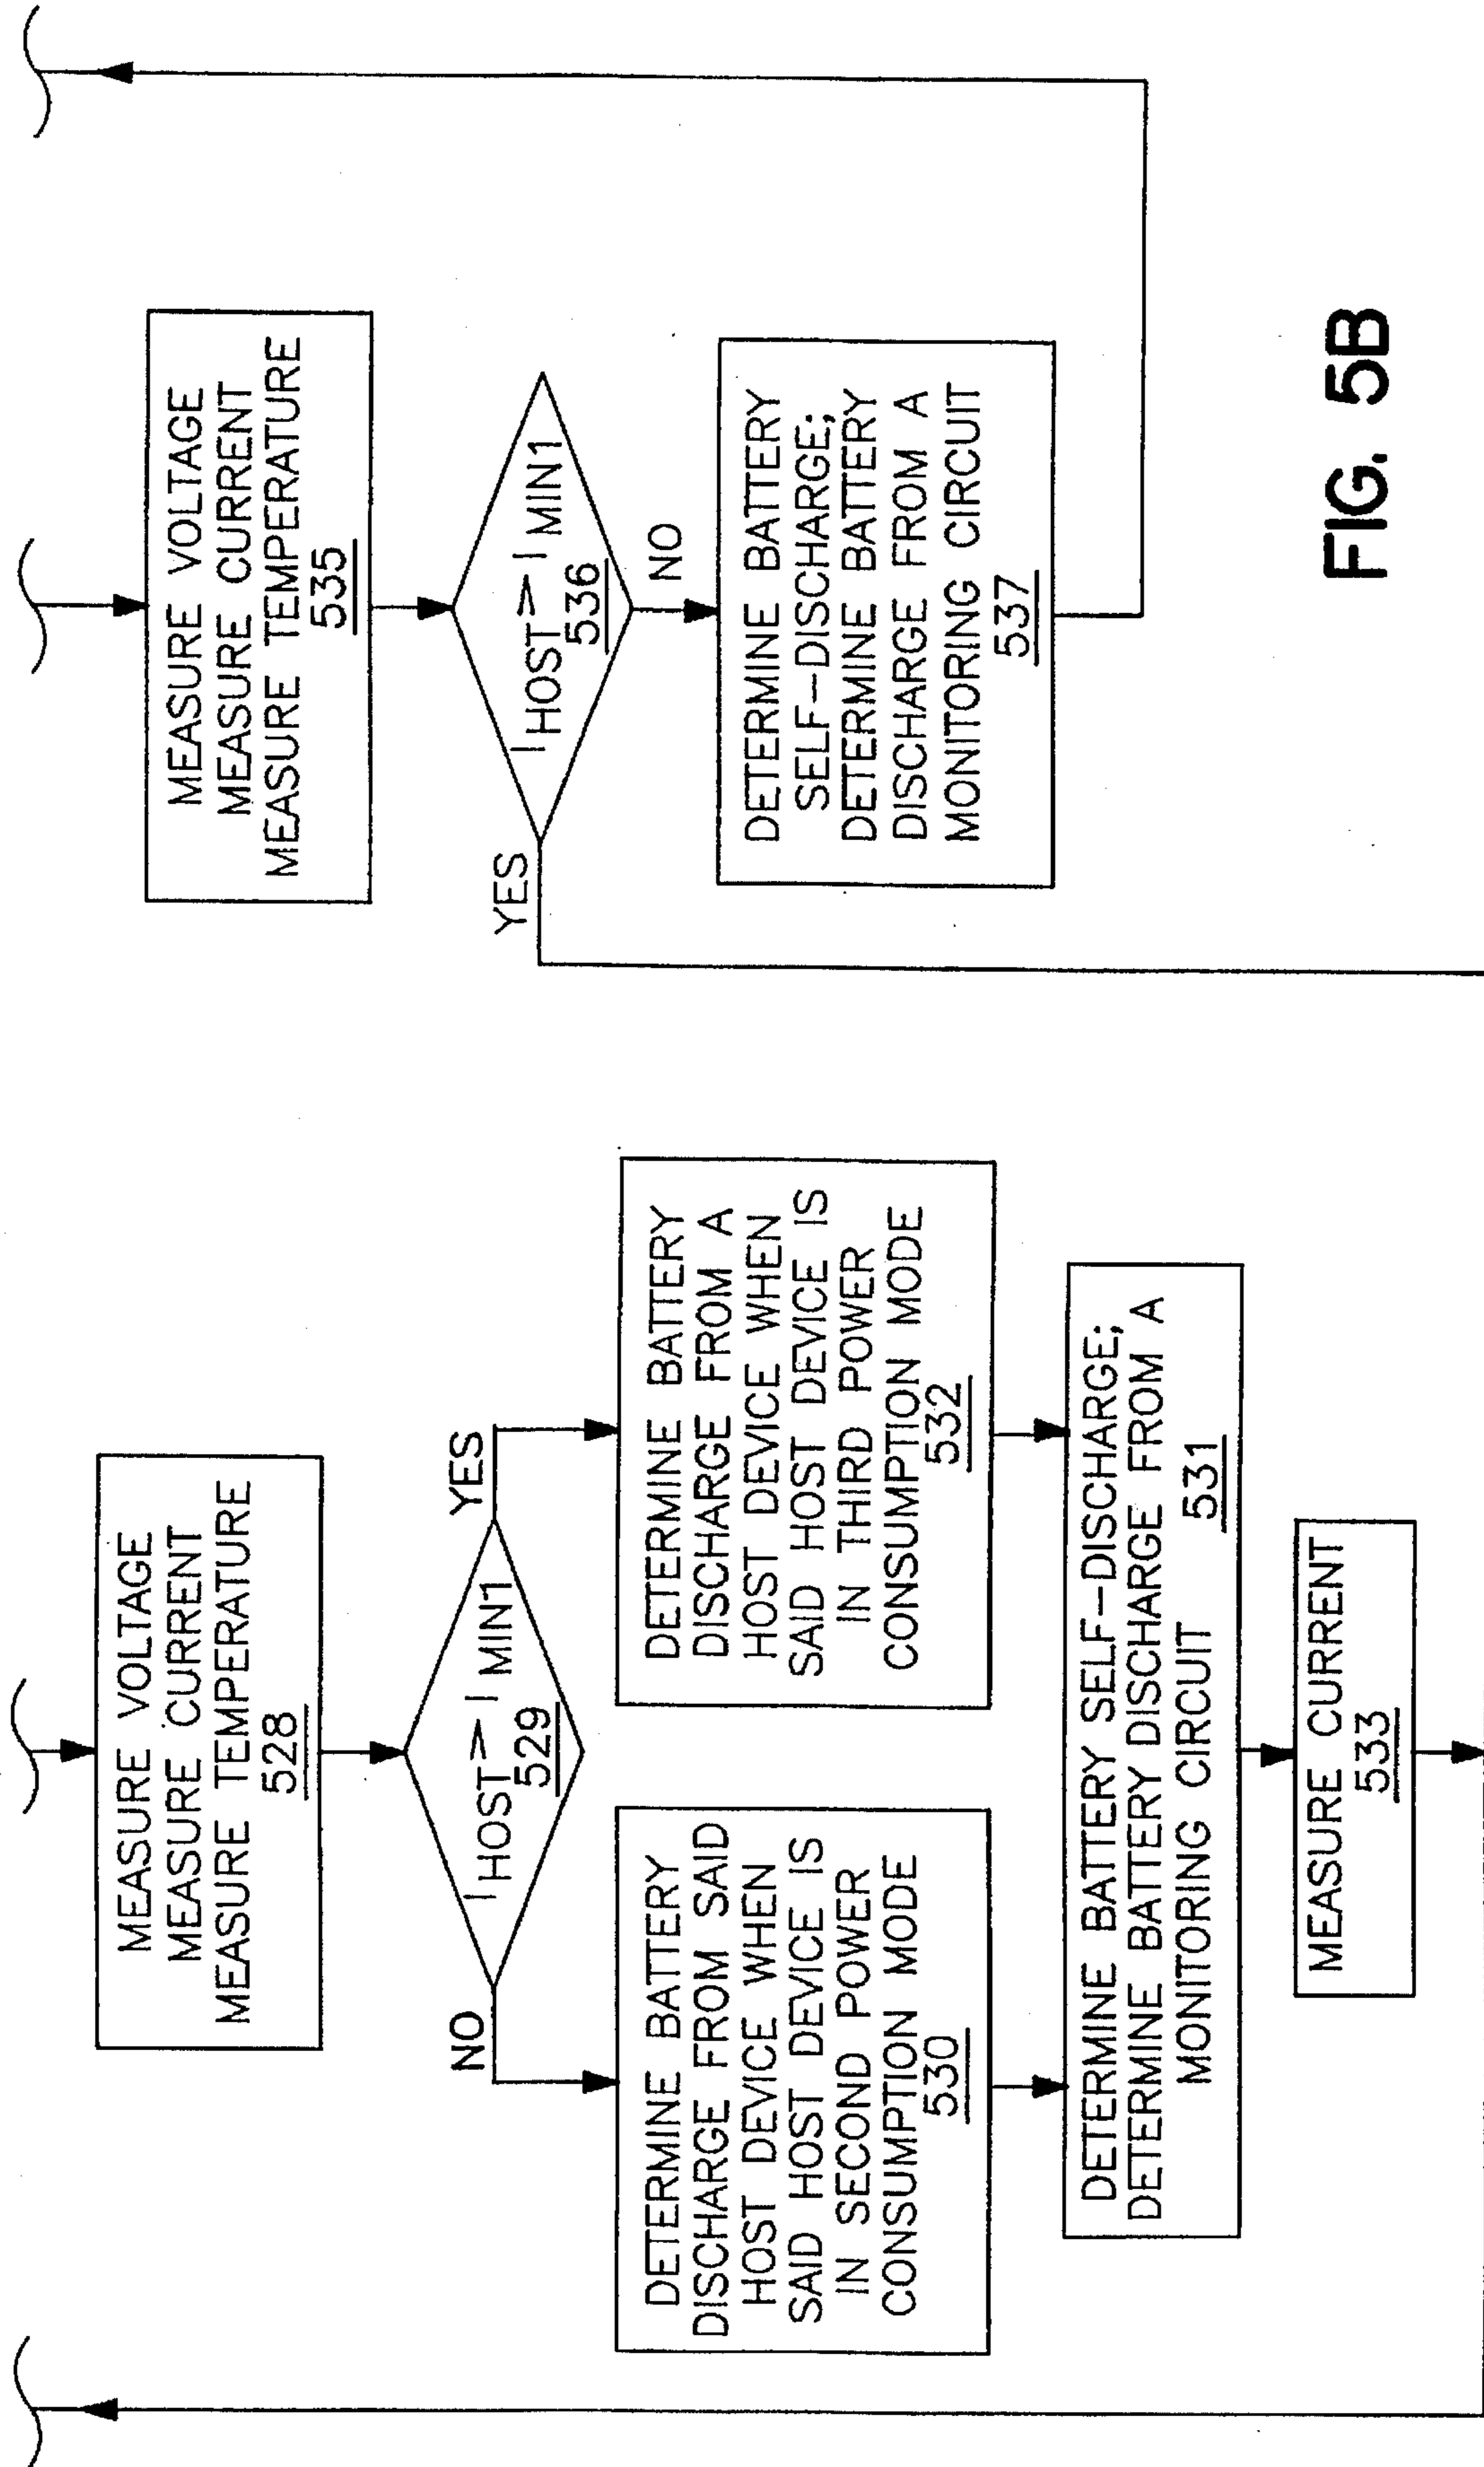 MEASURE VOLTAGE
MEASURE CURRENT
MEASURE TEMPERATURE
528
I HOST > I MIN1
529
NO
YES
DETERMINE BATTERY
DISCHARGE FROM SAID
HOST DEVICE WHEN
SAID HOST DEVICE IS
IN SECOND POWER
CONSUMPTION MODE
530
DETERMINE BATTERY
DISCHARGE FROM A
HOST DEVICE WHEN
SAID HOST DEVICE IS
IN THIRD POWER
CONSUMPTION MODE
532
DETERMINE BATTERY SELF-DISCHARGE;
DETERMINE BATTERY DISCHARGE FROM A
MONITORING CIRCUIT 531
MEASURE CURRENT
533
MEASURE VOLTAGE
MEASURE CURRENT
MEASURE TEMPERATURE
535
I HOST > I MIN1
536
YES
NO
DETERMINE BATTERY
SELF-DISCHARGE;
DETERMINE BATTERY
DISCHARGE FROM A
MONITORING CIRCUIT
537
FIG. 5B